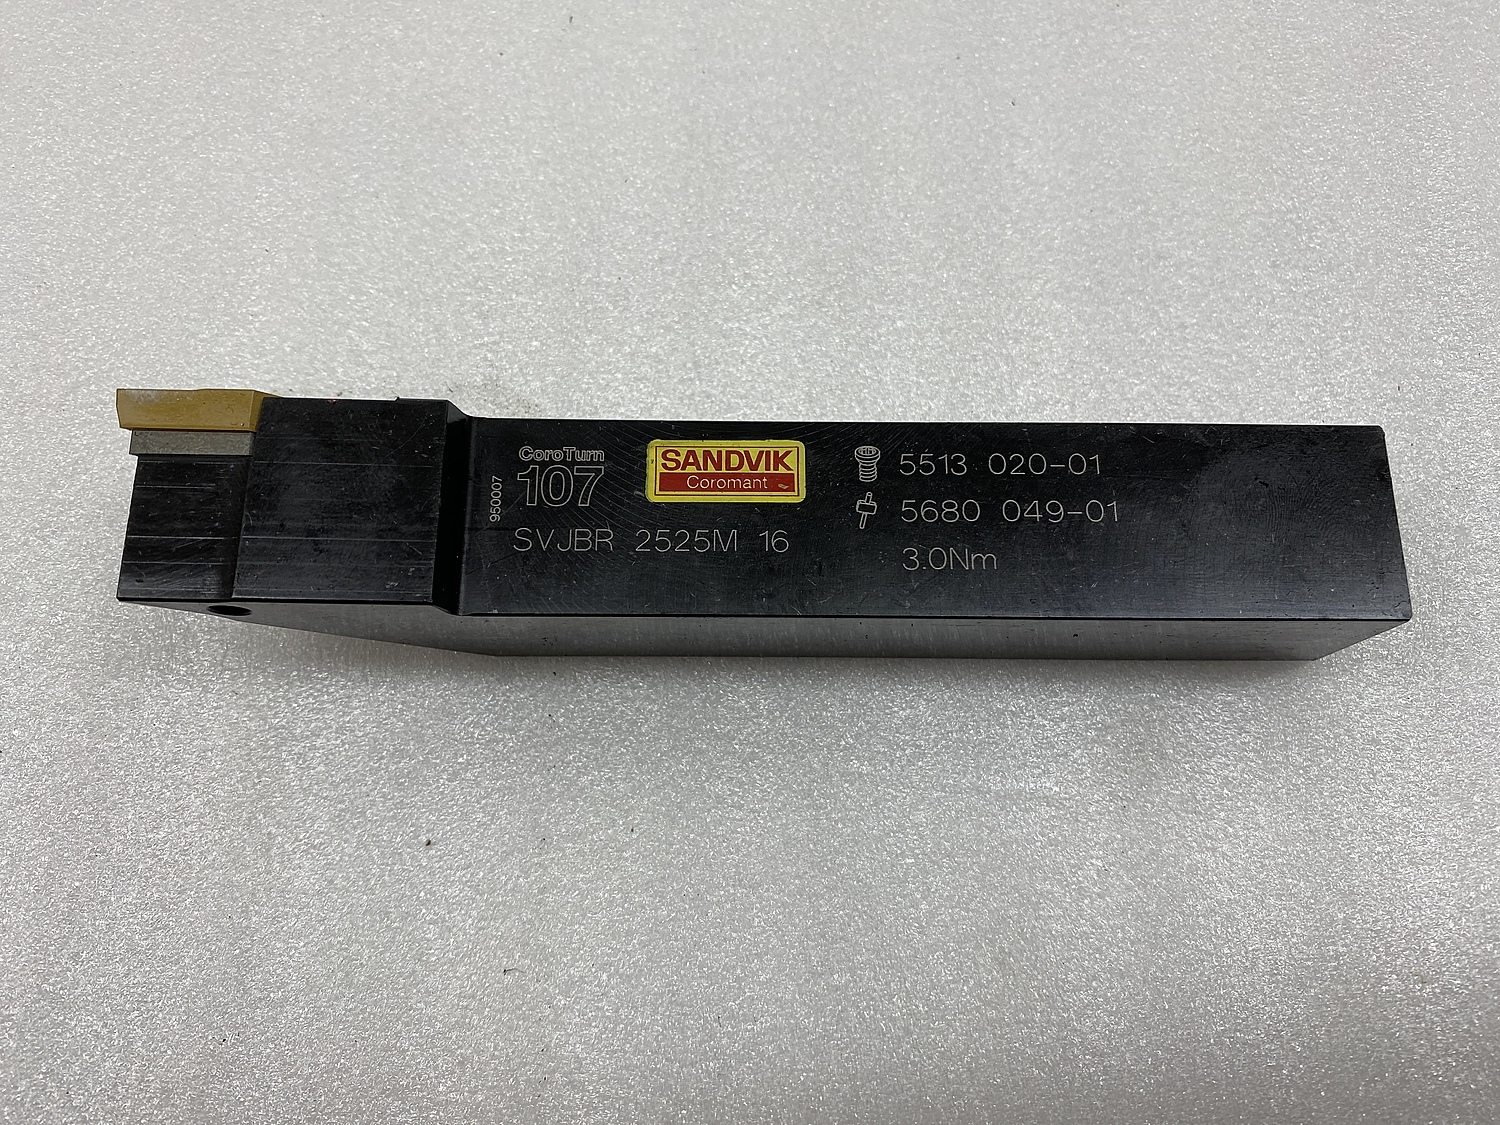 CoroTurn
107
950007
SVJBR 2525M 16
SANDVIK
Coromant
5513 020-01
5680 049-01
3.0Nm